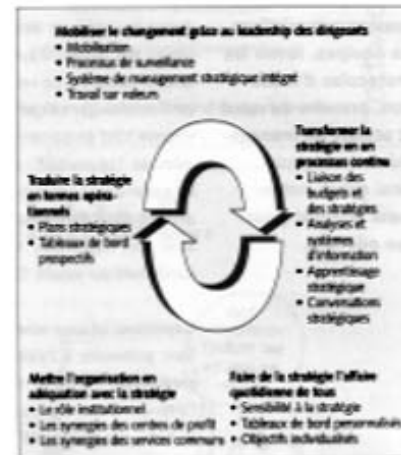 Mobiliser le changement grâce au leadership des dirigeants
• Mobilisation
• Processus de surveillance
• Système de management stratégique intégré
• Travail sur valeurs
Transformer la
stratégie en un
processus continu
• Liaison des
budgets et
des stratégies
• Analyses et
systèmes
d'information
• Apprentissage
stratégique
• Conversations
stratégiques
Traduire la stratégie
en termes opéra-
tionnels
• Plans stratégiques
• Tableaux de bord
prospectifs
Mettre l'organisation en
adéquation avec la stratégie
• Le rôle institutionnel
• Les synergies des centres de profit
• Les synergies des services communs
Faire de la stratégie l'affaire
quotidienne de tous
• Sensibilité à la stratégie
• Tableaux de bord personnalisés
• Objectifs individualisés